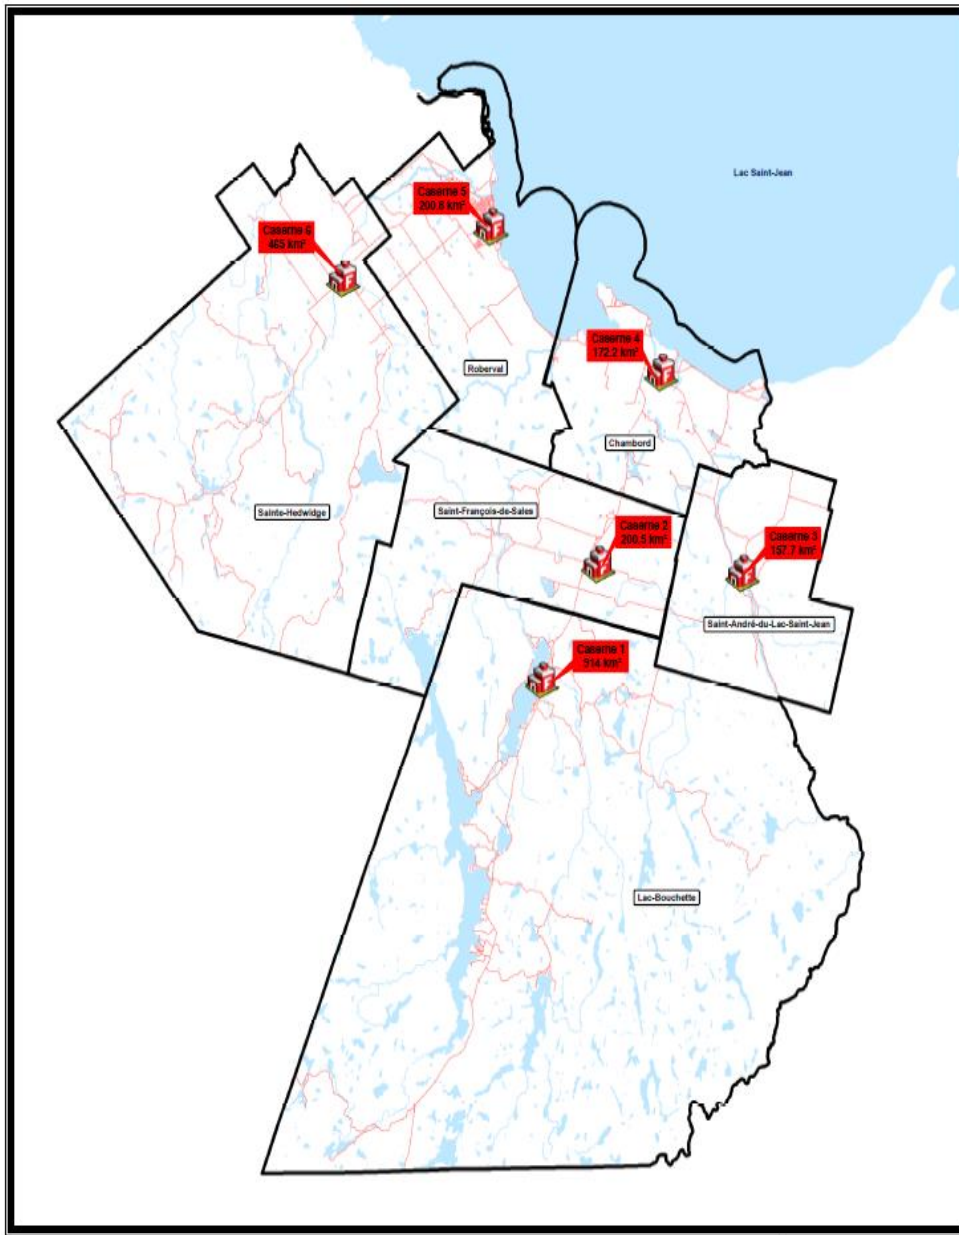 Lac Saint-Jean
Caserne 5
200.8 km²
Caserne 6
465 km²
Caserne 4
172.2 km²
Roberval
Chambord
Sainte-Hedwidge
Saint-François-de-Sales
Caserne 2
200.5 km²
Caserne 3
157.7 km²
Saint-André-du-Lac-Saint-Jean
Caserne 1
914 km²
Lac-Bouchette